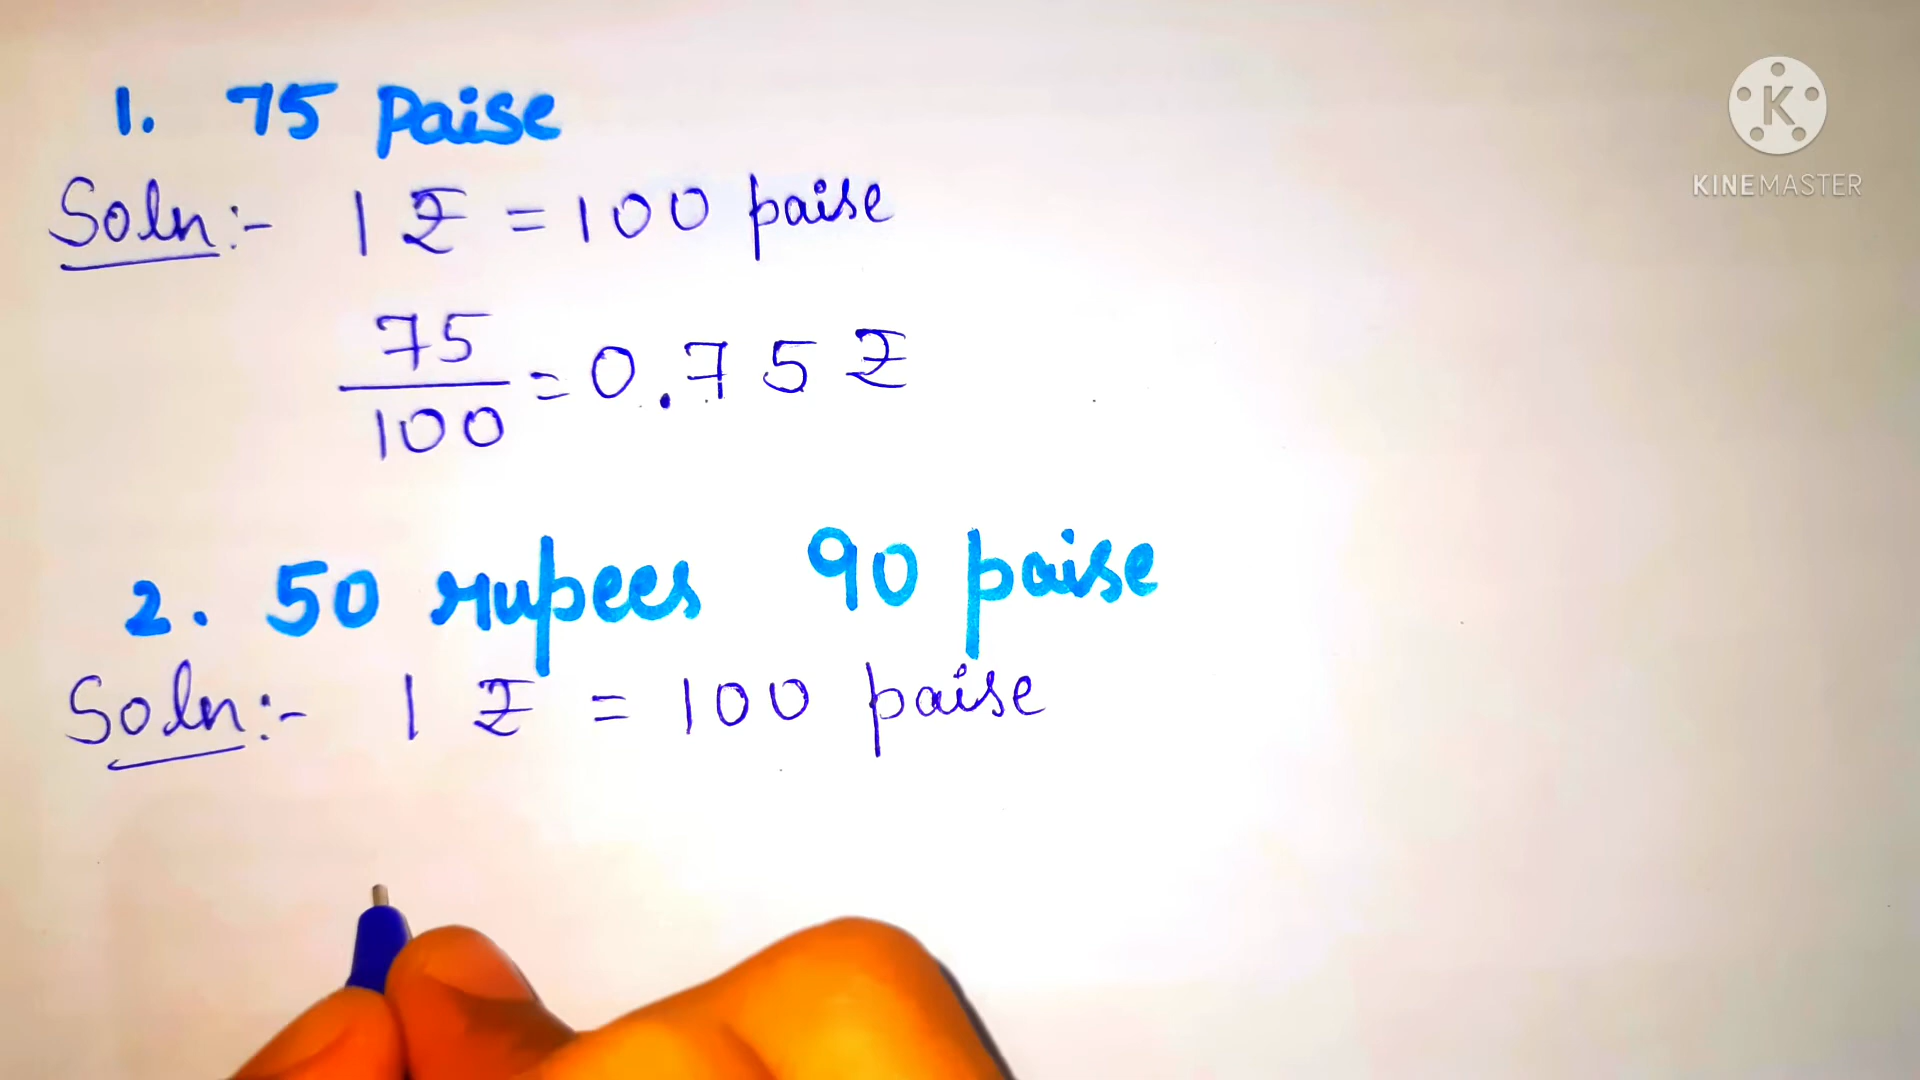 1. 75 Paise
Soln:- 1 ₹ = 100 paise
75
100
= 0.75 ₹
2. 50 rupees 90 paise
Soln:- 1 ₹ = 100 paise
K
KINEMASTER